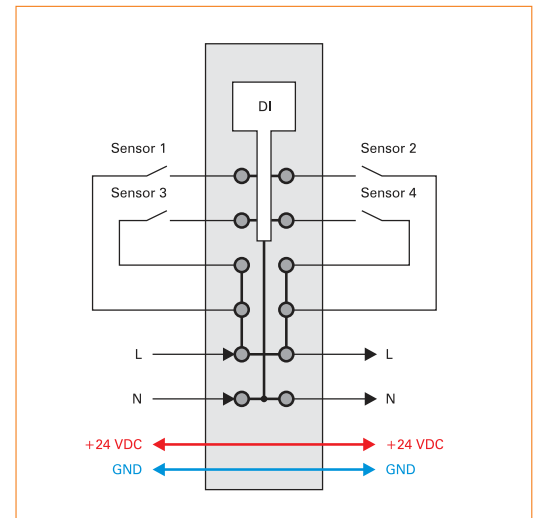 DI
Sensor 1
Sensor 2
Sensor 3
Sensor 4
L
L
N
N
+24 VDC
+24 VDC
GND
GND